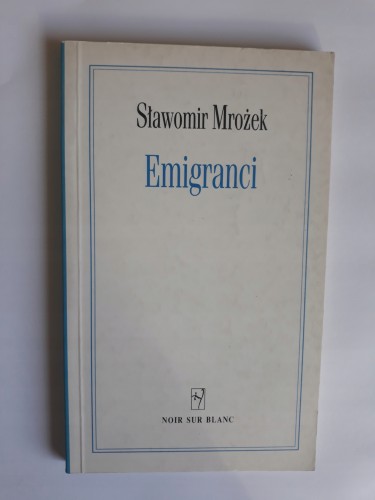 Sławomir Mrożek
Emigranci
NOIR SUR BLANC